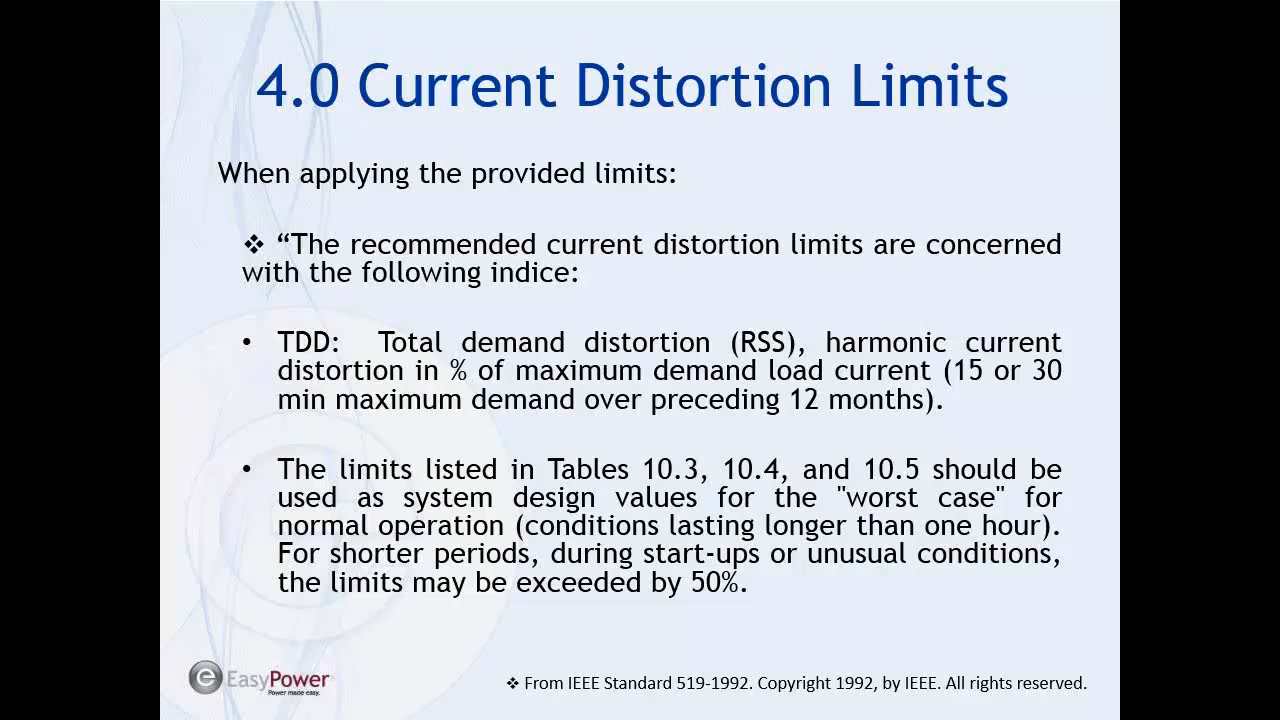 4.0 Current Distortion Limits
When applying the provided limits:
❖ “The recommended current distortion limits are concerned
with the following indice:
• TDD: Total demand distortion (RSS), harmonic current
distortion in % of maximum demand load current (15 or 30
min maximum demand over preceding 12 months).
• The limits listed in Tables 10.3, 10.4, and 10.5 should be
used as system design values for the "worst case" for
normal operation (conditions lasting longer than one hour).
For shorter periods, during start-ups or unusual conditions,
the limits may be exceeded by 50%.
e EasyPower
Power made easy.
❖ From IEEE Standard 519-1992. Copyright 1992, by IEEE. All rights reserved.